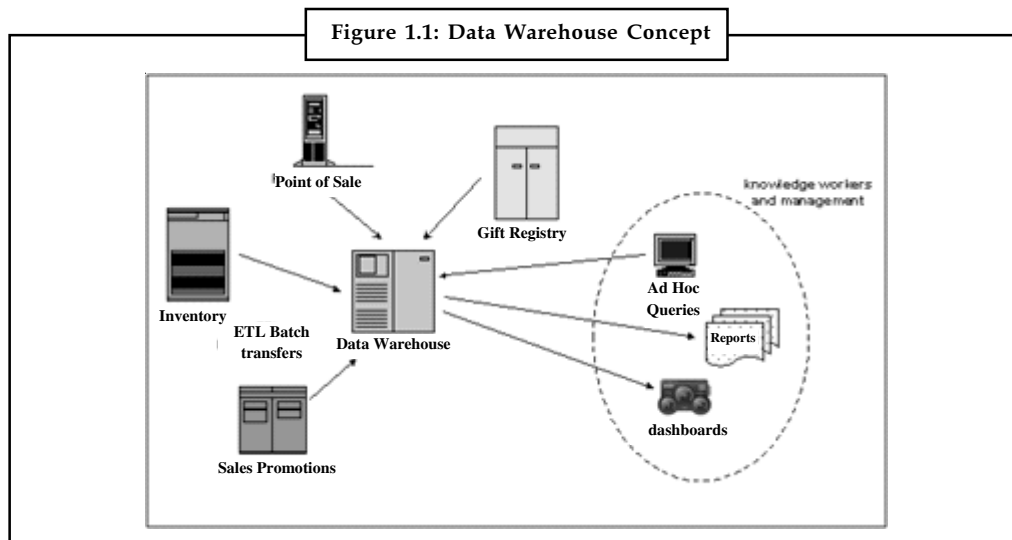 Figure 1.1: Data Warehouse Concept
Point of Sale
Gift Registry
knowledge workers
and management
Inventory
ETL Batch
transfers
Data Warehouse
Ad Hoc
Queries
Reports
Sales Promotions
dashboards